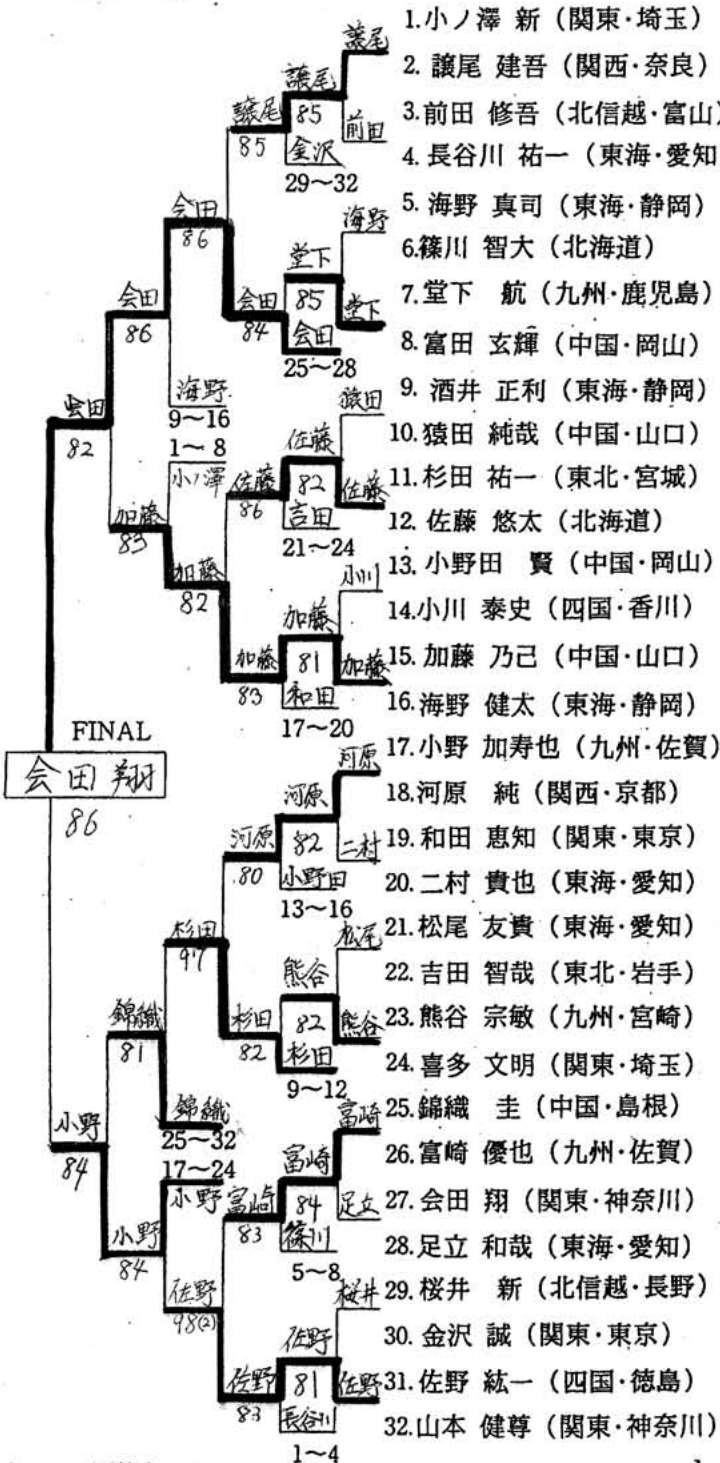 1.小ノ澤 新 (関東・埼玉)
2. 譲尾 建吾 (関西・奈良)
3.前田 修吾 (北信越・富山)
4. 長谷川 祐一 (東海・愛知
5. 海野 真司 (東海・静岡)
6.篠川 智大 (北海道)
7.堂下 航 (九州・鹿児島)
8.富田 玄輝 (中国・岡山)
9. 酒井 正利 (東海・静岡)
10.猿田 純哉 (中国・山口)
11.杉田 祐一 (東北・宮城)
12.佐藤 悠太 (北海道)
13.小野田 賢 (中国・岡山)
14.小川 泰史 (四国・香川)
15.加藤 乃己 (中国・山口)
16.海野 健太 (東海・静岡)
17.小野 加寿也 (九州・佐賀)
18.河原 純 (関西・京都)
19.和田 恵知 (関東・東京)
20.二村 貴也 (東海・愛知)
21.松尾 友貴 (東海・愛知)
22.吉田 智哉 (東北・岩手)
23.熊谷 宗敏 (九州・宮崎)
24.喜多 文明 (関東・埼玉)
25.錦織 圭 (中国・島根)
26.富崎 優也 (九州・佐賀)
27.会田 翔 (関東・神奈川)
28.足立 和哉 (東海・愛知)
29.桜井 新 (北信越・長野)
30.金沢 誠 (関東・東京)
31.佐野 紘一 (四国・徳島)
32.山本 健尊 (関東・神奈川)
譲尾
譲尾
85
前田
譲尾
85
金沢
29~32
会田
86
海野
堂下
会田
86
会田
84
85
堂下
会田
25~28
会田
82
海野
9~16
1~8
小ノ澤
猿田
佐藤
佐藤
86
82
佐藤
吉田
21~24
加藤
83
加藤
82
小川
加藤
加藤
83
81
加藤
和田
17~20
FINAL
会田 翔
86
河原
河原
82
二村
河原
80
小野田
13~16
杉田
97
松尾
熊谷
82
熊谷
錦織
81
杉田
82
杉田
9~12
小野
84
錦織
25~32
17~24
小野
富崎
富崎
84
足立
富崎
83
篠川
5~8
小野
84
佐野
98(2)
桜井
佐野
81
佐野
佐野
83
長谷川
1~4